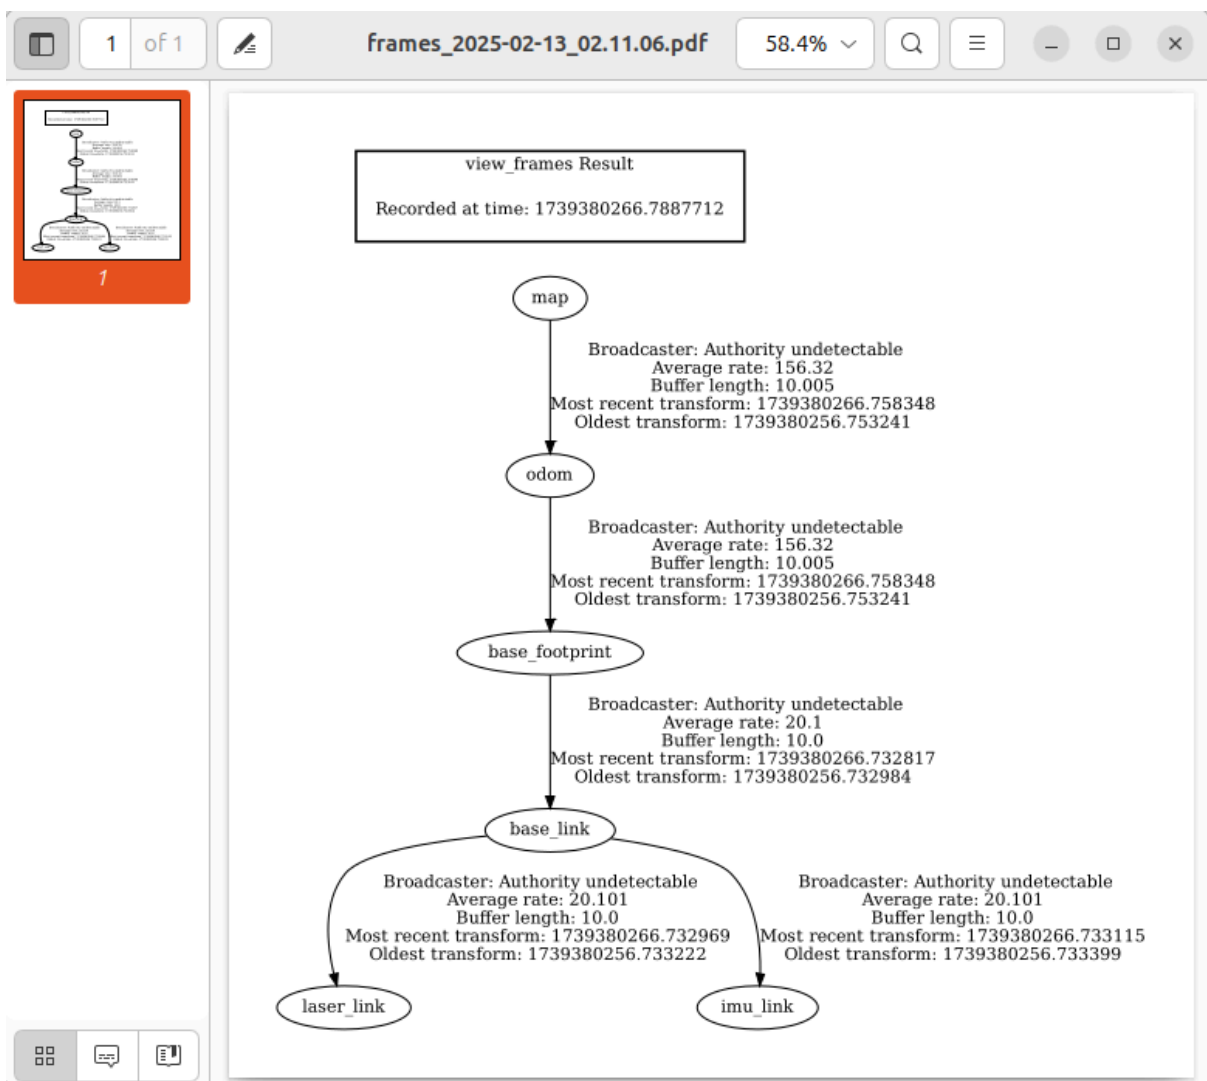 1 of 1
frames_2025-02-13_02.11.06.pdf
58.4%
1
view_frames Result
Recorded at time: 1739380266.7887712
map
Broadcaster: Authority undetectable
Average rate: 156.32
Buffer length: 10.005
Most recent transform: 1739380266.758348
Oldest transform: 1739380256.753241
odom
Broadcaster: Authority undetectable
Average rate: 156.32
Buffer length: 10.005
Most recent transform: 1739380266.758348
Oldest transform: 1739380256.753241
base_footprint
Broadcaster: Authority undetectable
Average rate: 20.1
Buffer length: 10.0
Most recent transform: 1739380266.732817
Oldest transform: 1739380256.732984
base_link
Broadcaster: Authority undetectable
Average rate: 20.101
Buffer length: 10.0
Most recent transform: 1739380266.732969
Oldest transform: 1739380256.733222
Broadcaster: Authority undetectable
Average rate: 20.101
Buffer length: 10.0
Most recent transform: 1739380266.733115
Oldest transform: 1739380256.733399
laser_link
imu_link